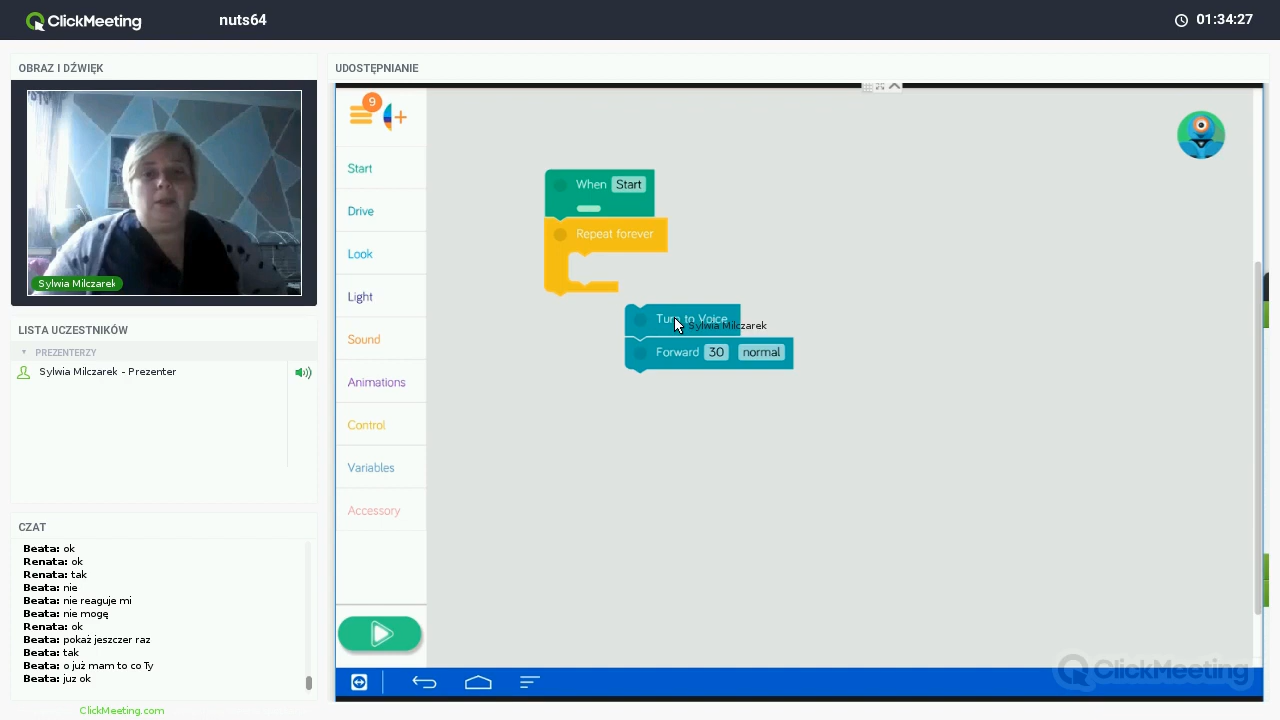 ClickMeeting
nuts64
01:34:27
OBRAZ I DŹWIĘK
UDOSTĘPNIANIE
Sylwia Milczarek
LISTA UCZESTNIKÓW
PREZENTERZY
Sylwia Milczarek - Prezenter
CZAT
Beata: ok
Renata: ok
Renata: tak
Beata: nie
Beata: nie reaguje mi
Beata: nie mogę
Renata: ok
Beata: pokaż jeszczer raz
Beata: tak
Beata: o już mam to co Ty
Beata: juz ok
ClickMeeting.com
9
Start
Drive
Look
Light
Sound
Animations
Control
Variables
Accessory
When Start
Repeat forever
Turn to Voice
Sylwia Milczarek
Forward 30 normal
ClickMeeting